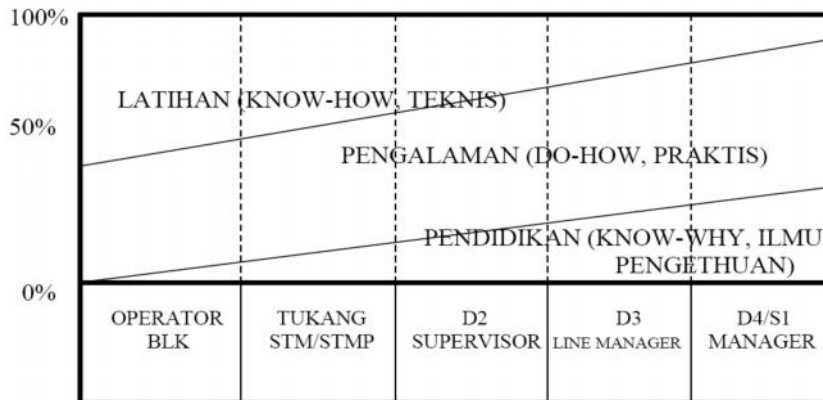 100%
LATIHAN (KNOW-HOW, TEKNIS)
50%
PENGALAMAN (DO-HOW, PRAKTIS)
PENDIDIKAN (KNOW-WHY, ILMU
PENGETHUAN)
0%
OPERATOR
BLK
TUKANG
STM/STMP
D2
SUPERVISOR
D3
LINE MANAGER
D4/S1
MANAGER